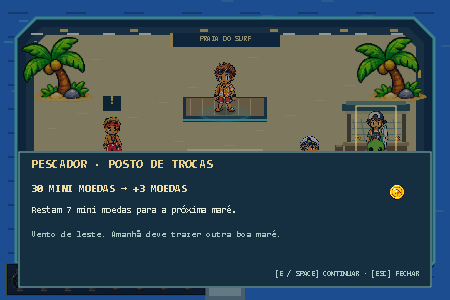 PRAIA DO SURF
!
PESCADOR · POSTO DE TROCAS
30 MINI MOEDAS → +3 MOEDAS
Restam 7 mini moedas para a próxima maré.
Vento de leste. Amanhã deve trazer outra boa maré.
[E / SPACE] CONTINUAR · [ESC] FECHAR